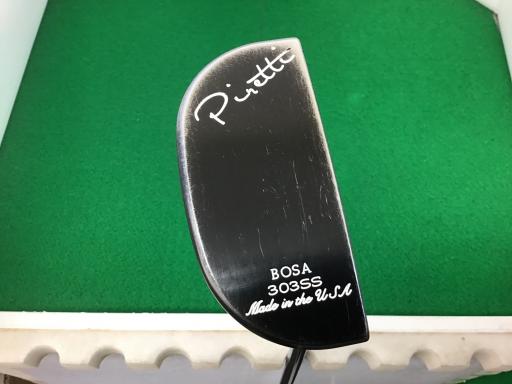 Piretti
BOSA
303SS
Made in the USA